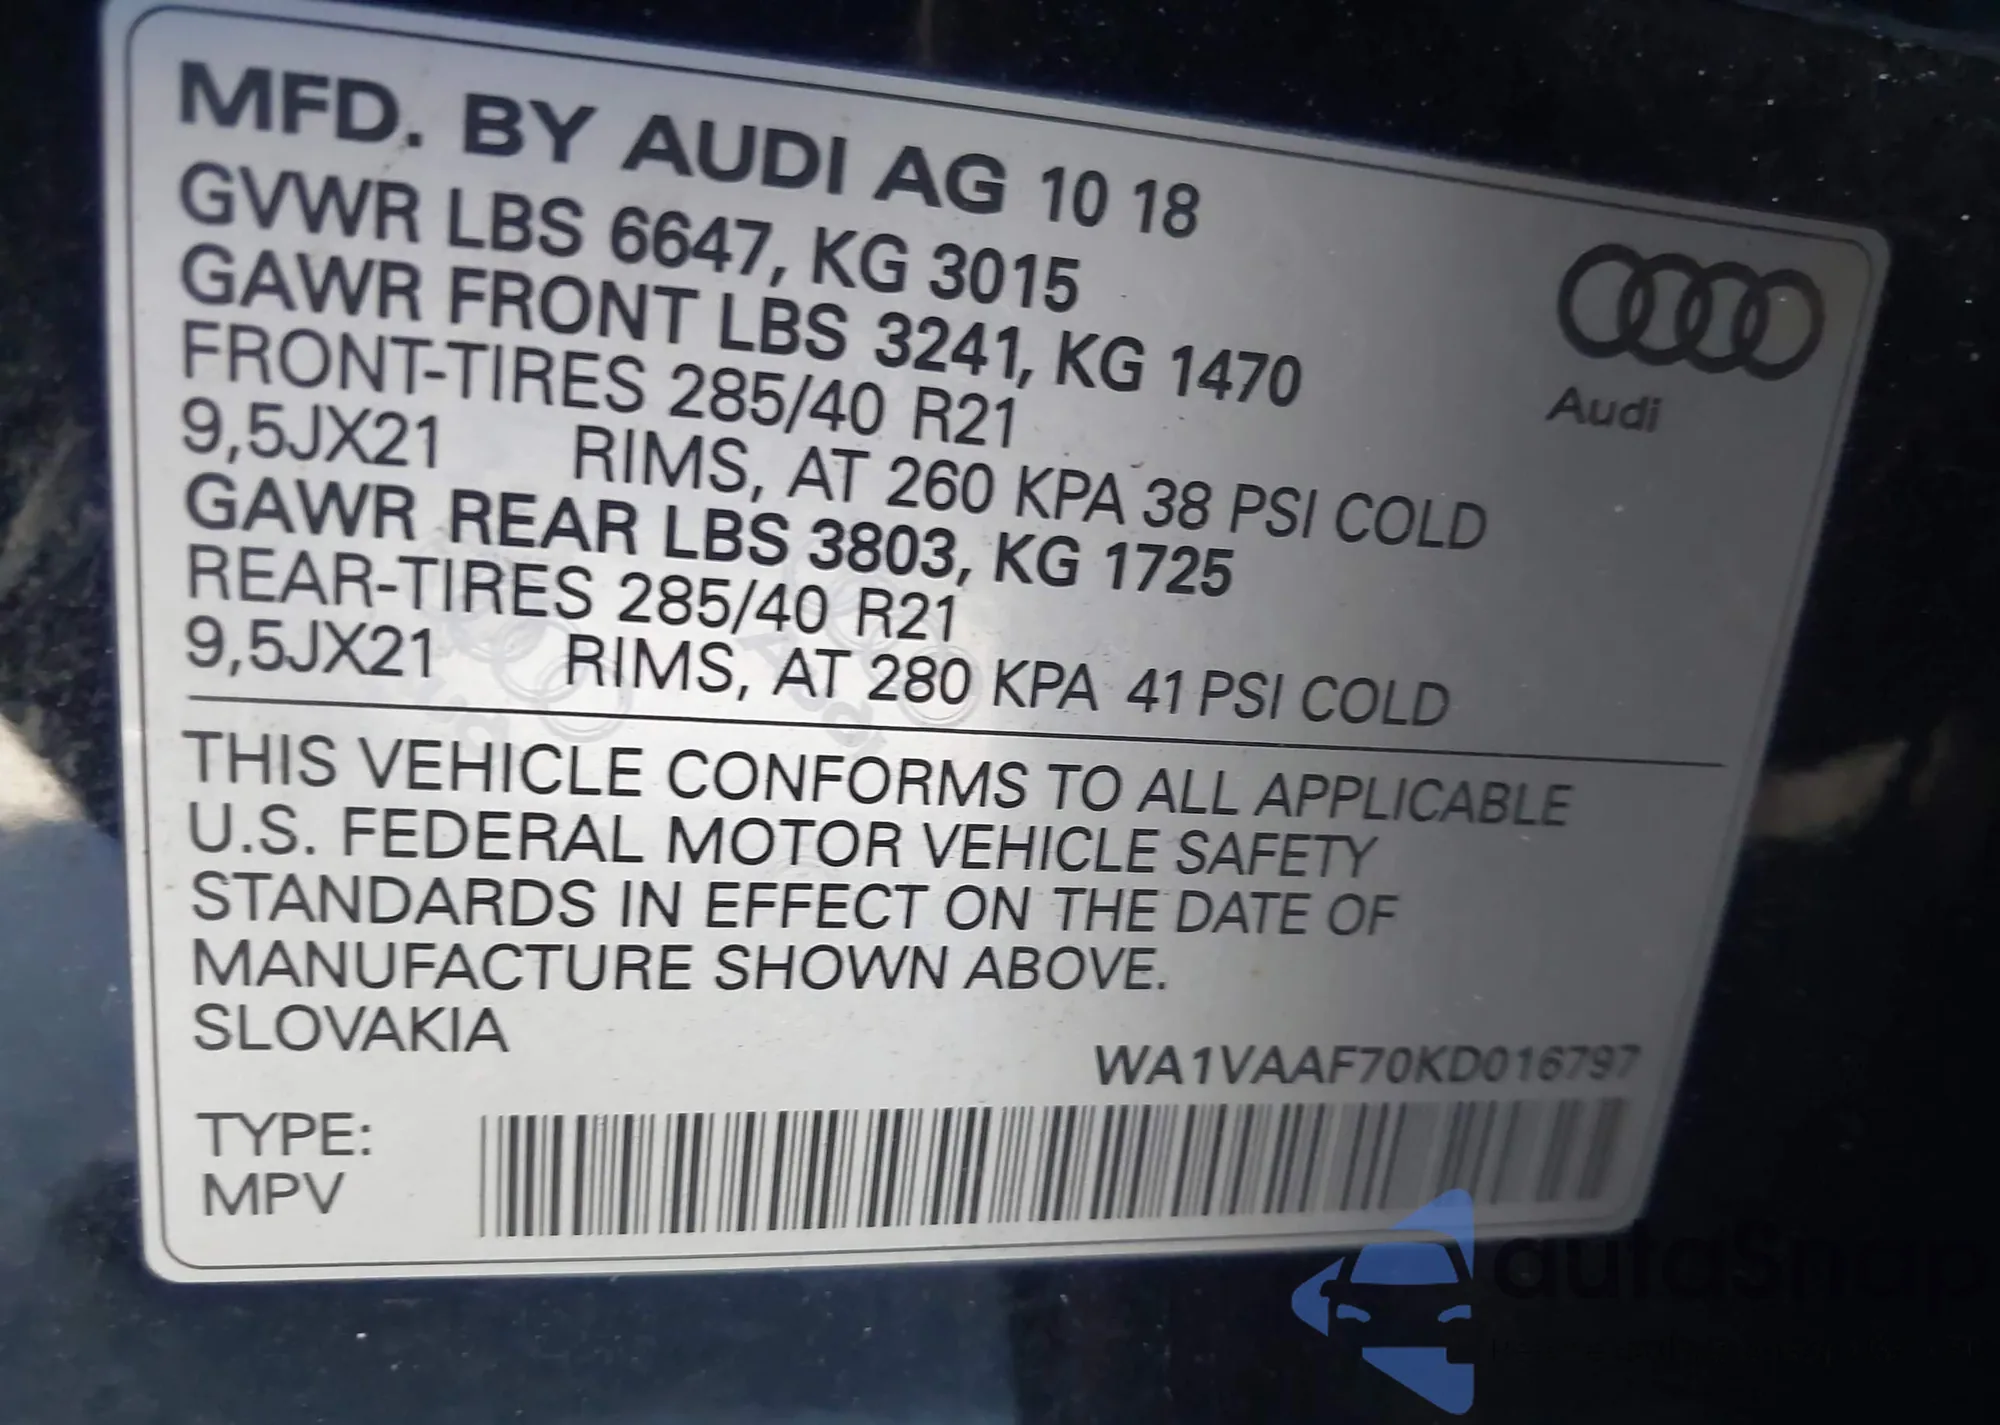 MFD. BY AUDI AG 10 18
GVWR LBS 6647, KG 3015
GAWR FRONT LBS 3241, KG 1470
FRONT-TIRES 285/40 R21
9,5JX21 RIMS, AT 260 KPA 38 PSI COLD
GAWR REAR LBS 3803, KG 1725
REAR-TIRES 285/40 R21
9,5JX21 RIMS, AT 280 KPA 41 PSI COLD
Audi
THIS VEHICLE CONFORMS TO ALL APPLICABLE
U.S. FEDERAL MOTOR VEHICLE SAFETY
STANDARDS IN EFFECT ON THE DATE OF
MANUFACTURE SHOWN ABOVE.
SLOVAKIA
WA1VAAF70KD016797
TYPE:
MPV
autoSnap